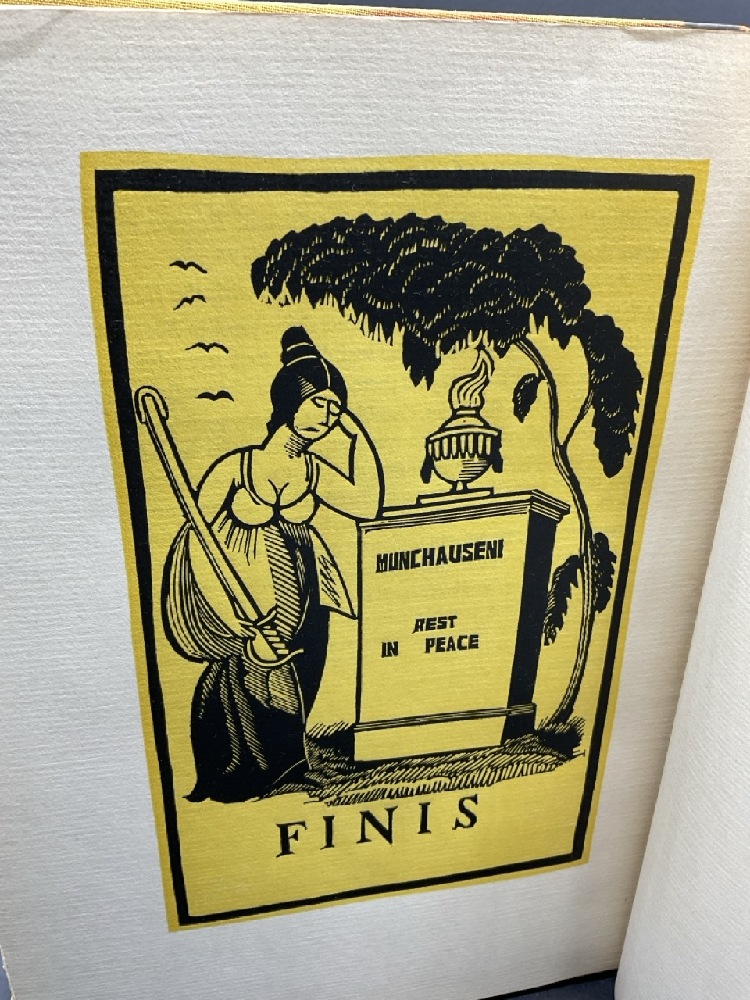 MUNCHAUSEN!
REST
IN PEACE
FINIS